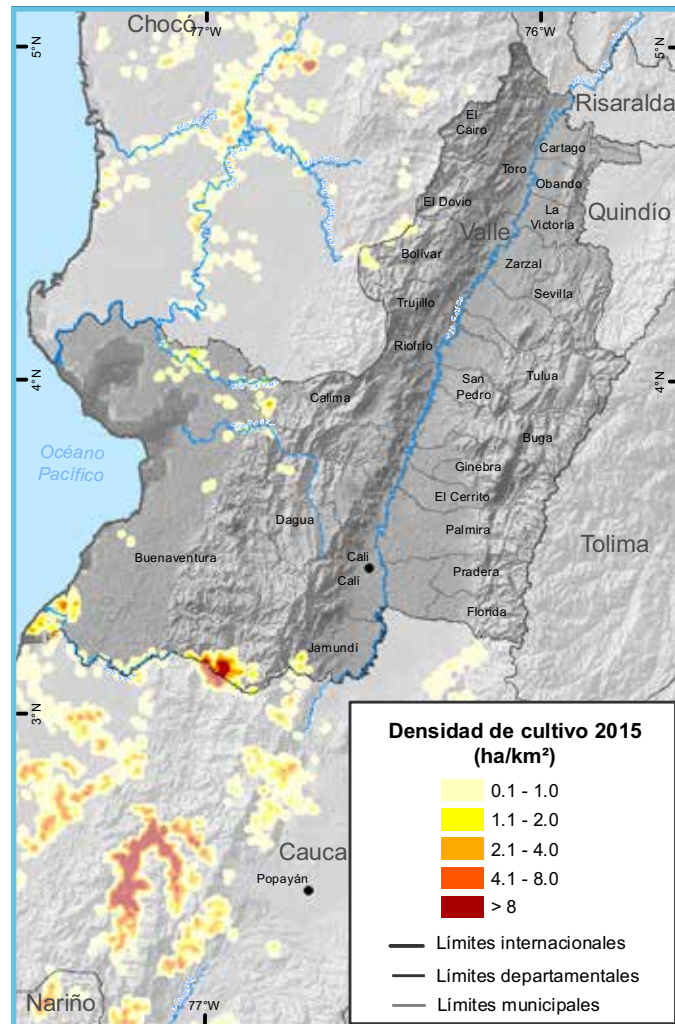 Chocó
77°W
76°W
5°N
5°N
Risaralda
El
Cairo
Cartago
Toro
Obando
El Dovio
La
Victoria
Quindío
Valle
Bolívar
Zarzal
Sevilla
Trujillo
Riofrío
4°N
San
Pedro
Tulua
4°N
Calima
Buga
Océano
Pacífico
Ginebra
El Cerrito
Dagua
Palmira
Tolima
Buenaventura
Cali
Cali
Pradera
Florida
Jamundí
3°N
Densidad de cultivo 2015
(ha/km²)
0.1 - 1.0
1.1 - 2.0
2.1 - 4.0
4.1 - 8.0
> 8
Límites internacionales
Límites departamentales
Límites municipales
Cauca
Popayán
Nariño
77°W